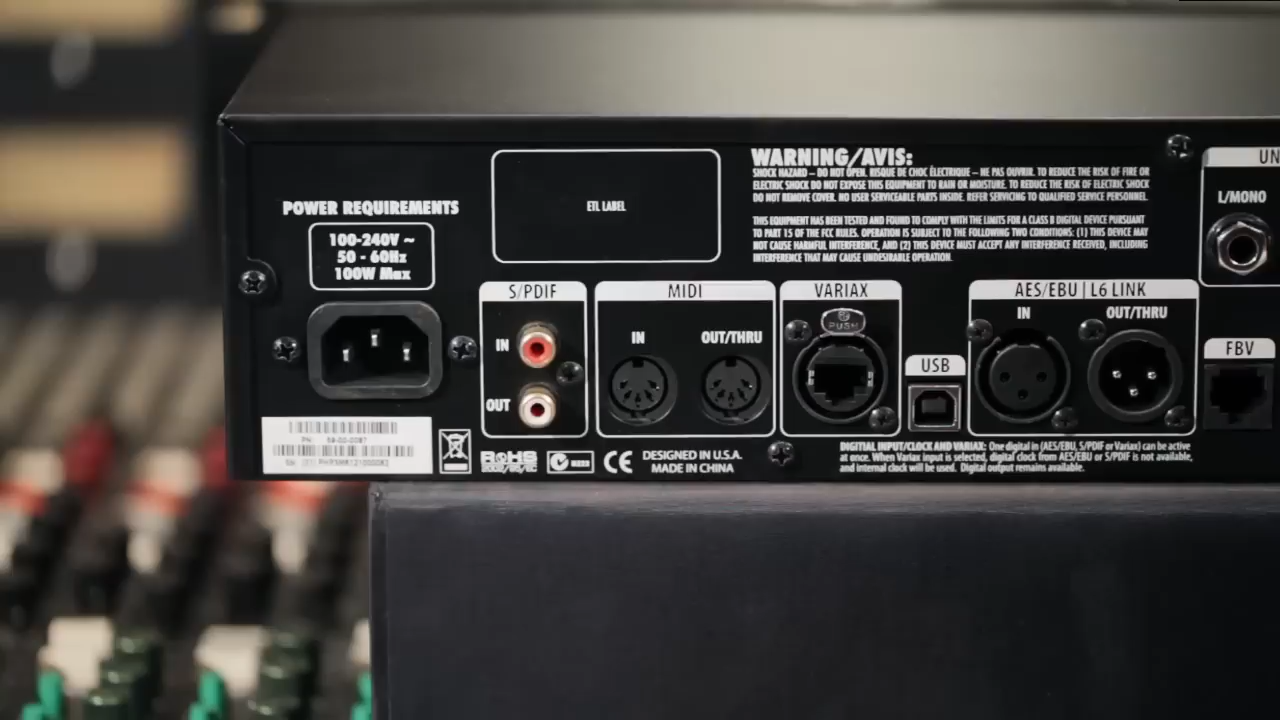 WARNING/AVIS:
SHOCK HAZARD – DO NOT OPEN. RISQUE DE CHOC ÉLECTRIQUE – NE PAS OUVRIR. TO REDUCE THE RISK OF FIRE OR
ELECTRIC SHOCK DO NOT EXPOSE THIS EQUIPMENT TO RAIN OR MOISTURE. TO REDUCE THE RISK OF ELECTRIC SHOCK
DO NOT REMOVE COVER. NO USER SERVICEABLE PARTS INSIDE. REFER SERVICING TO QUALIFIED SERVICE PERSONNEL.
THIS EQUIPMENT HAS BEEN TESTED AND FOUND TO COMPLY WITH THE LIMITS FOR A CLASS B DIGITAL DEVICE PURSUANT
TO PART 15 OF THE FCC RULES. OPERATION IS SUBJECT TO THE FOLLOWING TWO CONDITIONS: (1) THIS DEVICE MAY
NOT CAUSE HARMFUL INTERFERENCE, AND (2) THIS DEVICE MUST ACCEPT ANY INTERFERENCE RECEIVED, INCLUDING
INTERFERENCE THAT MAY CAUSE UNDESIRABLE OPERATION.
ETL LABEL
POWER REQUIREMENTS
100-240V ~
50 - 60Hz
100W Max
UN
L/MONO
S/PDIF
IN
OUT
MIDI
IN
OUT/THRU
VARIAX
PUSH
USB
AES/EBU | L6 LINK
IN
OUT/THRU
FBV
RoHS
CE
DESIGNED IN U.S.A.
MADE IN CHINA
DIGITAL INPUT/CLOCK AND VARIAX: One digital in (AES/EBU, S/PDIF or Variax) can be active
at once. When Variax input is selected, digital clock from AES/EBU or S/PDIF is not available,
and internal clock will be used. Digital output remains available.